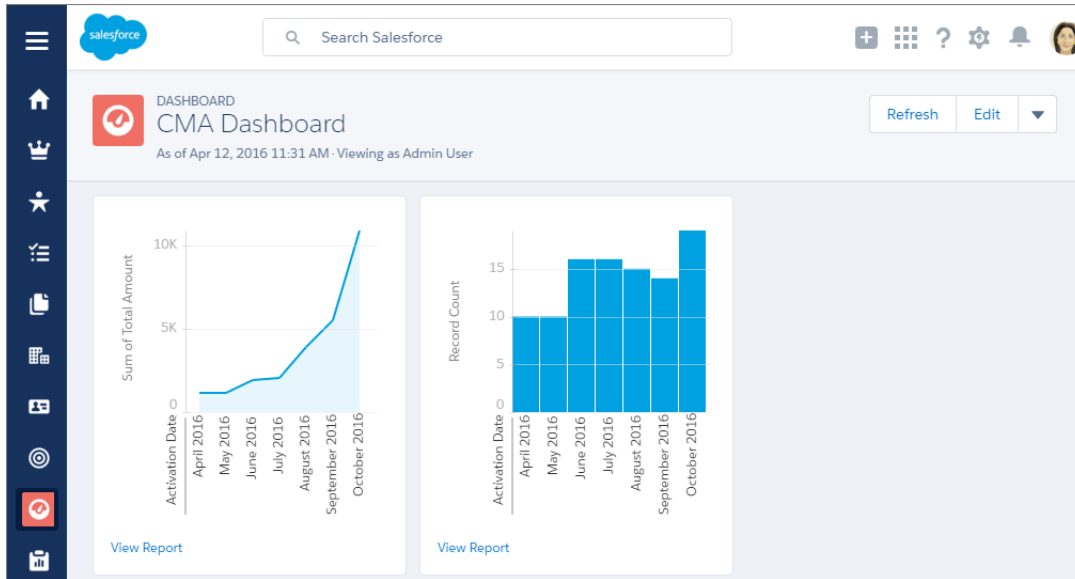 salesforce
Search Salesforce
DASHBOARD
CMA Dashboard
As of Apr 12, 2016 11:31 AM · Viewing as Admin User
Refresh
Edit
Sum of Total Amount
10K
5K
0
Activation Date
April 2016
May 2016
June 2016
July 2016
August 2016
September 2016
October 2016
View Report
Record Count
15
10
5
0
Activation Date
April 2016
May 2016
June 2016
July 2016
August 2016
September 2016
October 2016
View Report